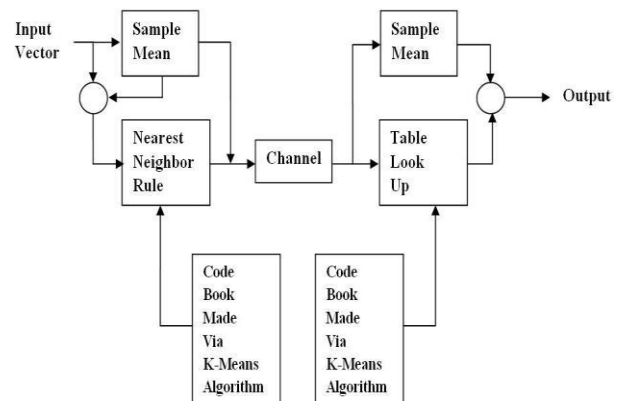 Input
Vector
Sample
Mean
Sample
Mean
Output
Nearest
Neighbor
Rule
Channel
Table
Look
Up
Code
Book
Made
Via
K-Means
Algorithm
Code
Book
Made
Via
K-Means
Algorithm